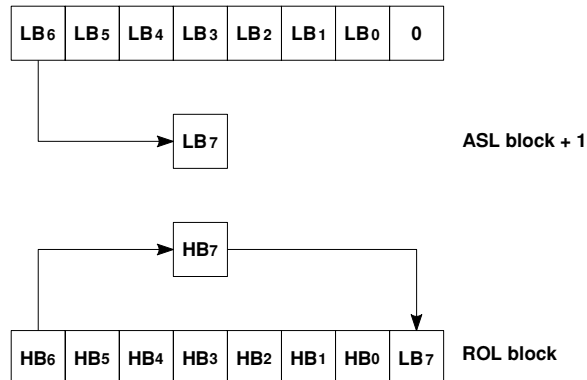 LB6 LB5 LB4 LB3 LB2 LB1 LB0 0
LB7 ASL block + 1
HB7
HB6 HB5 HB4 HB3 HB2 HB1 HB0 LB7 ROL block